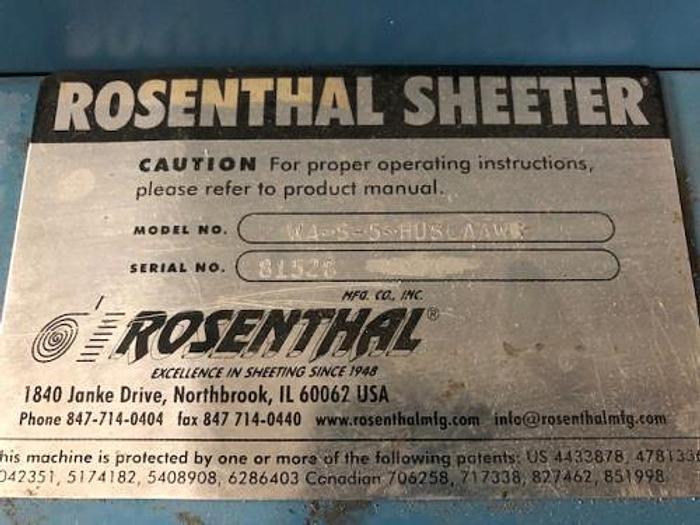 ROSENTHAL SHEETER®
CAUTION For proper operating instructions,
please refer to product manual.
MODEL NO.
SERIAL NO. 81528
MFG. CO., INC.
ROSENTHAL®
EXCELLENCE IN SHEETING SINCE 1948
1840 Janke Drive, Northbrook, IL 60062 USA
Phone 847-714-0404 fax 847 714-0440 www.rosenthalmfg.com info@rosenthalmfg.com
his machine is protected by one or more of the following patents: US 4433878, 4781336
042351, 5174182, 5408908, 6286403 Canadian 706258, 717338, 827462, 851998